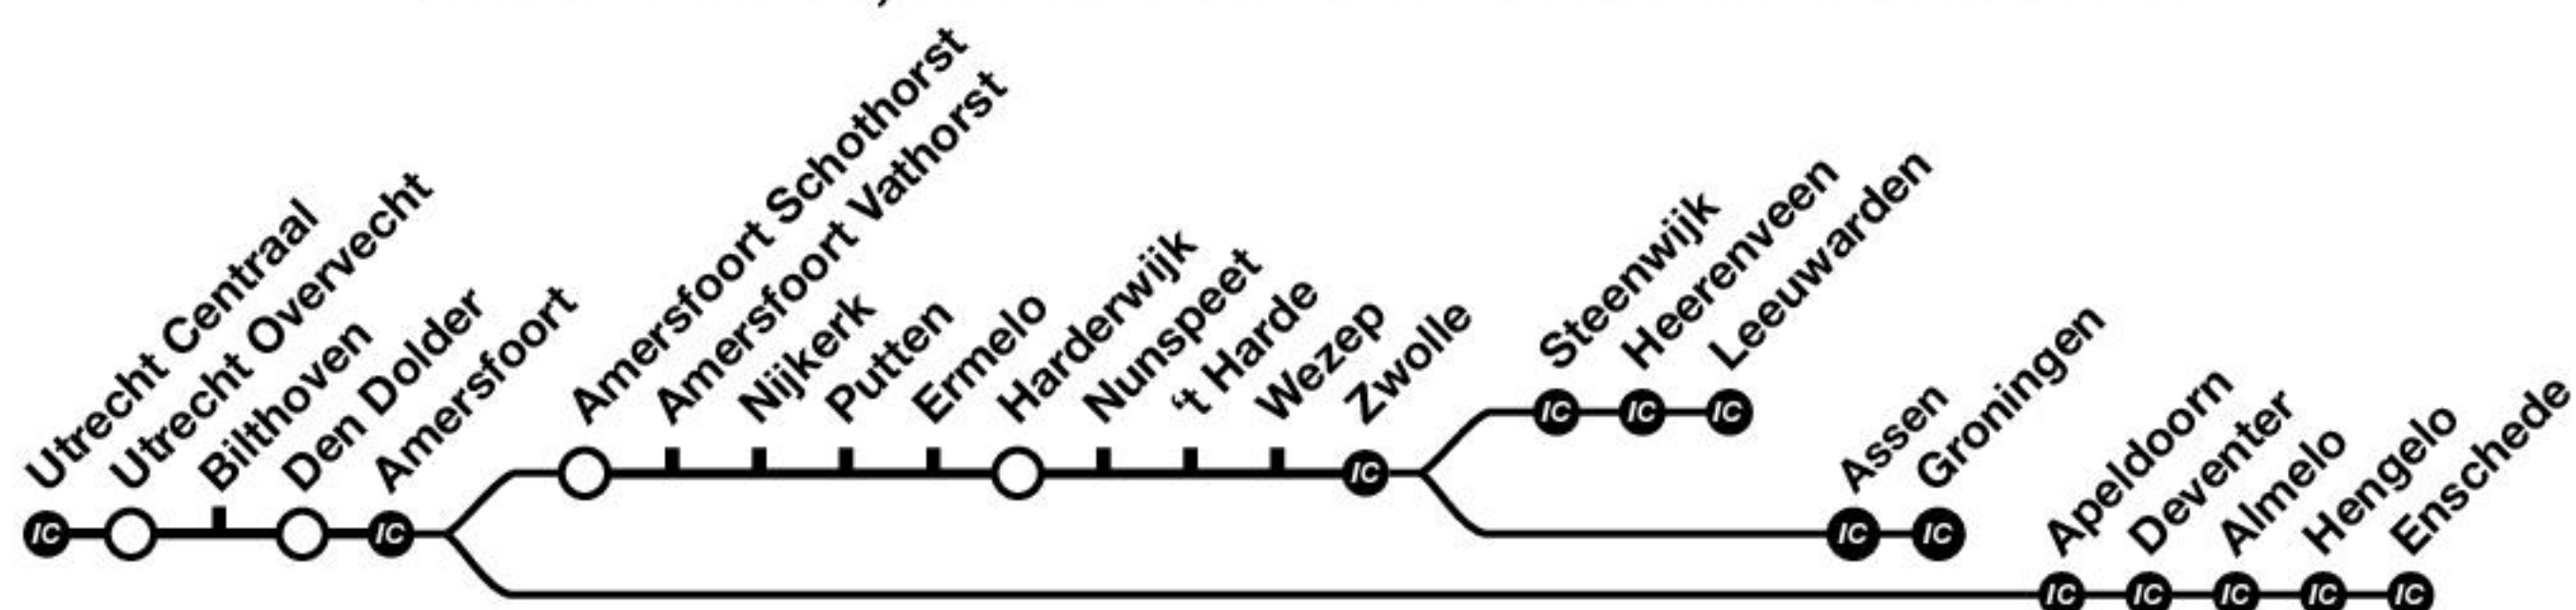 Utrecht Centraal
Utrecht Overvecht
Bilthoven
Den Dolder
Amersfoort
Amersfoort Schothorst
Amersfoort Vathorst
Nijkerk
Putten
Ermelo
Harderwijk
Nunspeet
‘t Harde
Wezep
Zwolle
Steenwijk
Heerenveen
Leeuwarden
Assen
Groningen
Apeldoorn
Deventer
Almelo
Hengelo
Enschede
IC
IC
IC
IC
IC
IC
IC
IC
IC
IC
IC
IC
IC